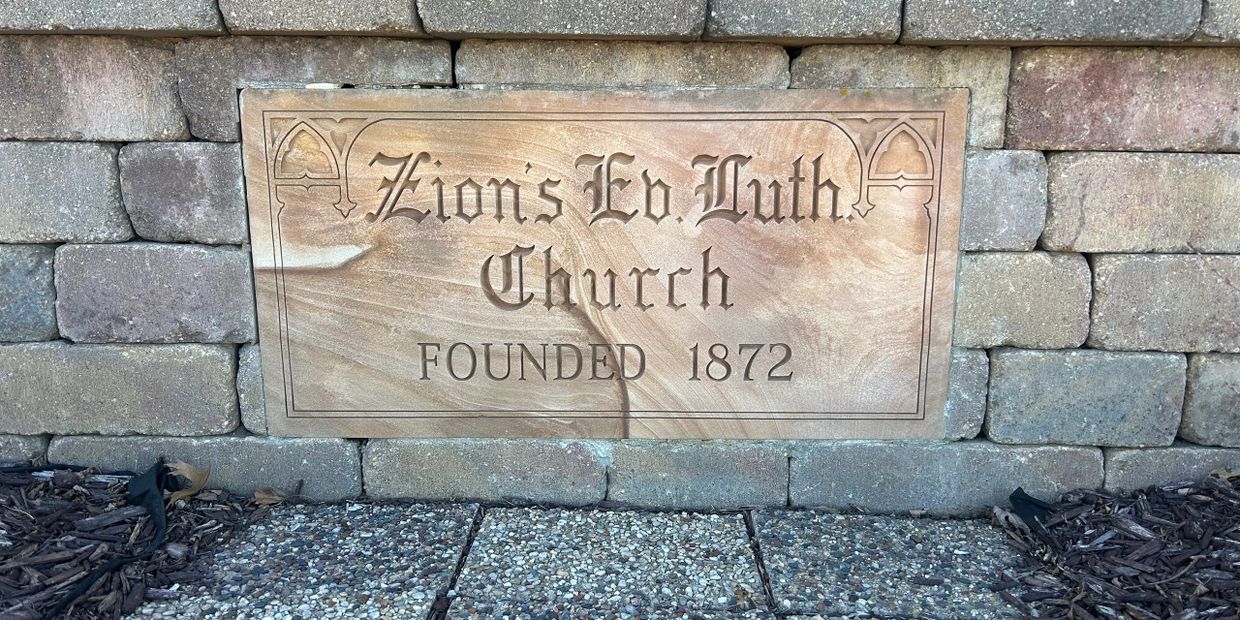 Zion's Ev. Luth.
Church
FOUNDED 1872